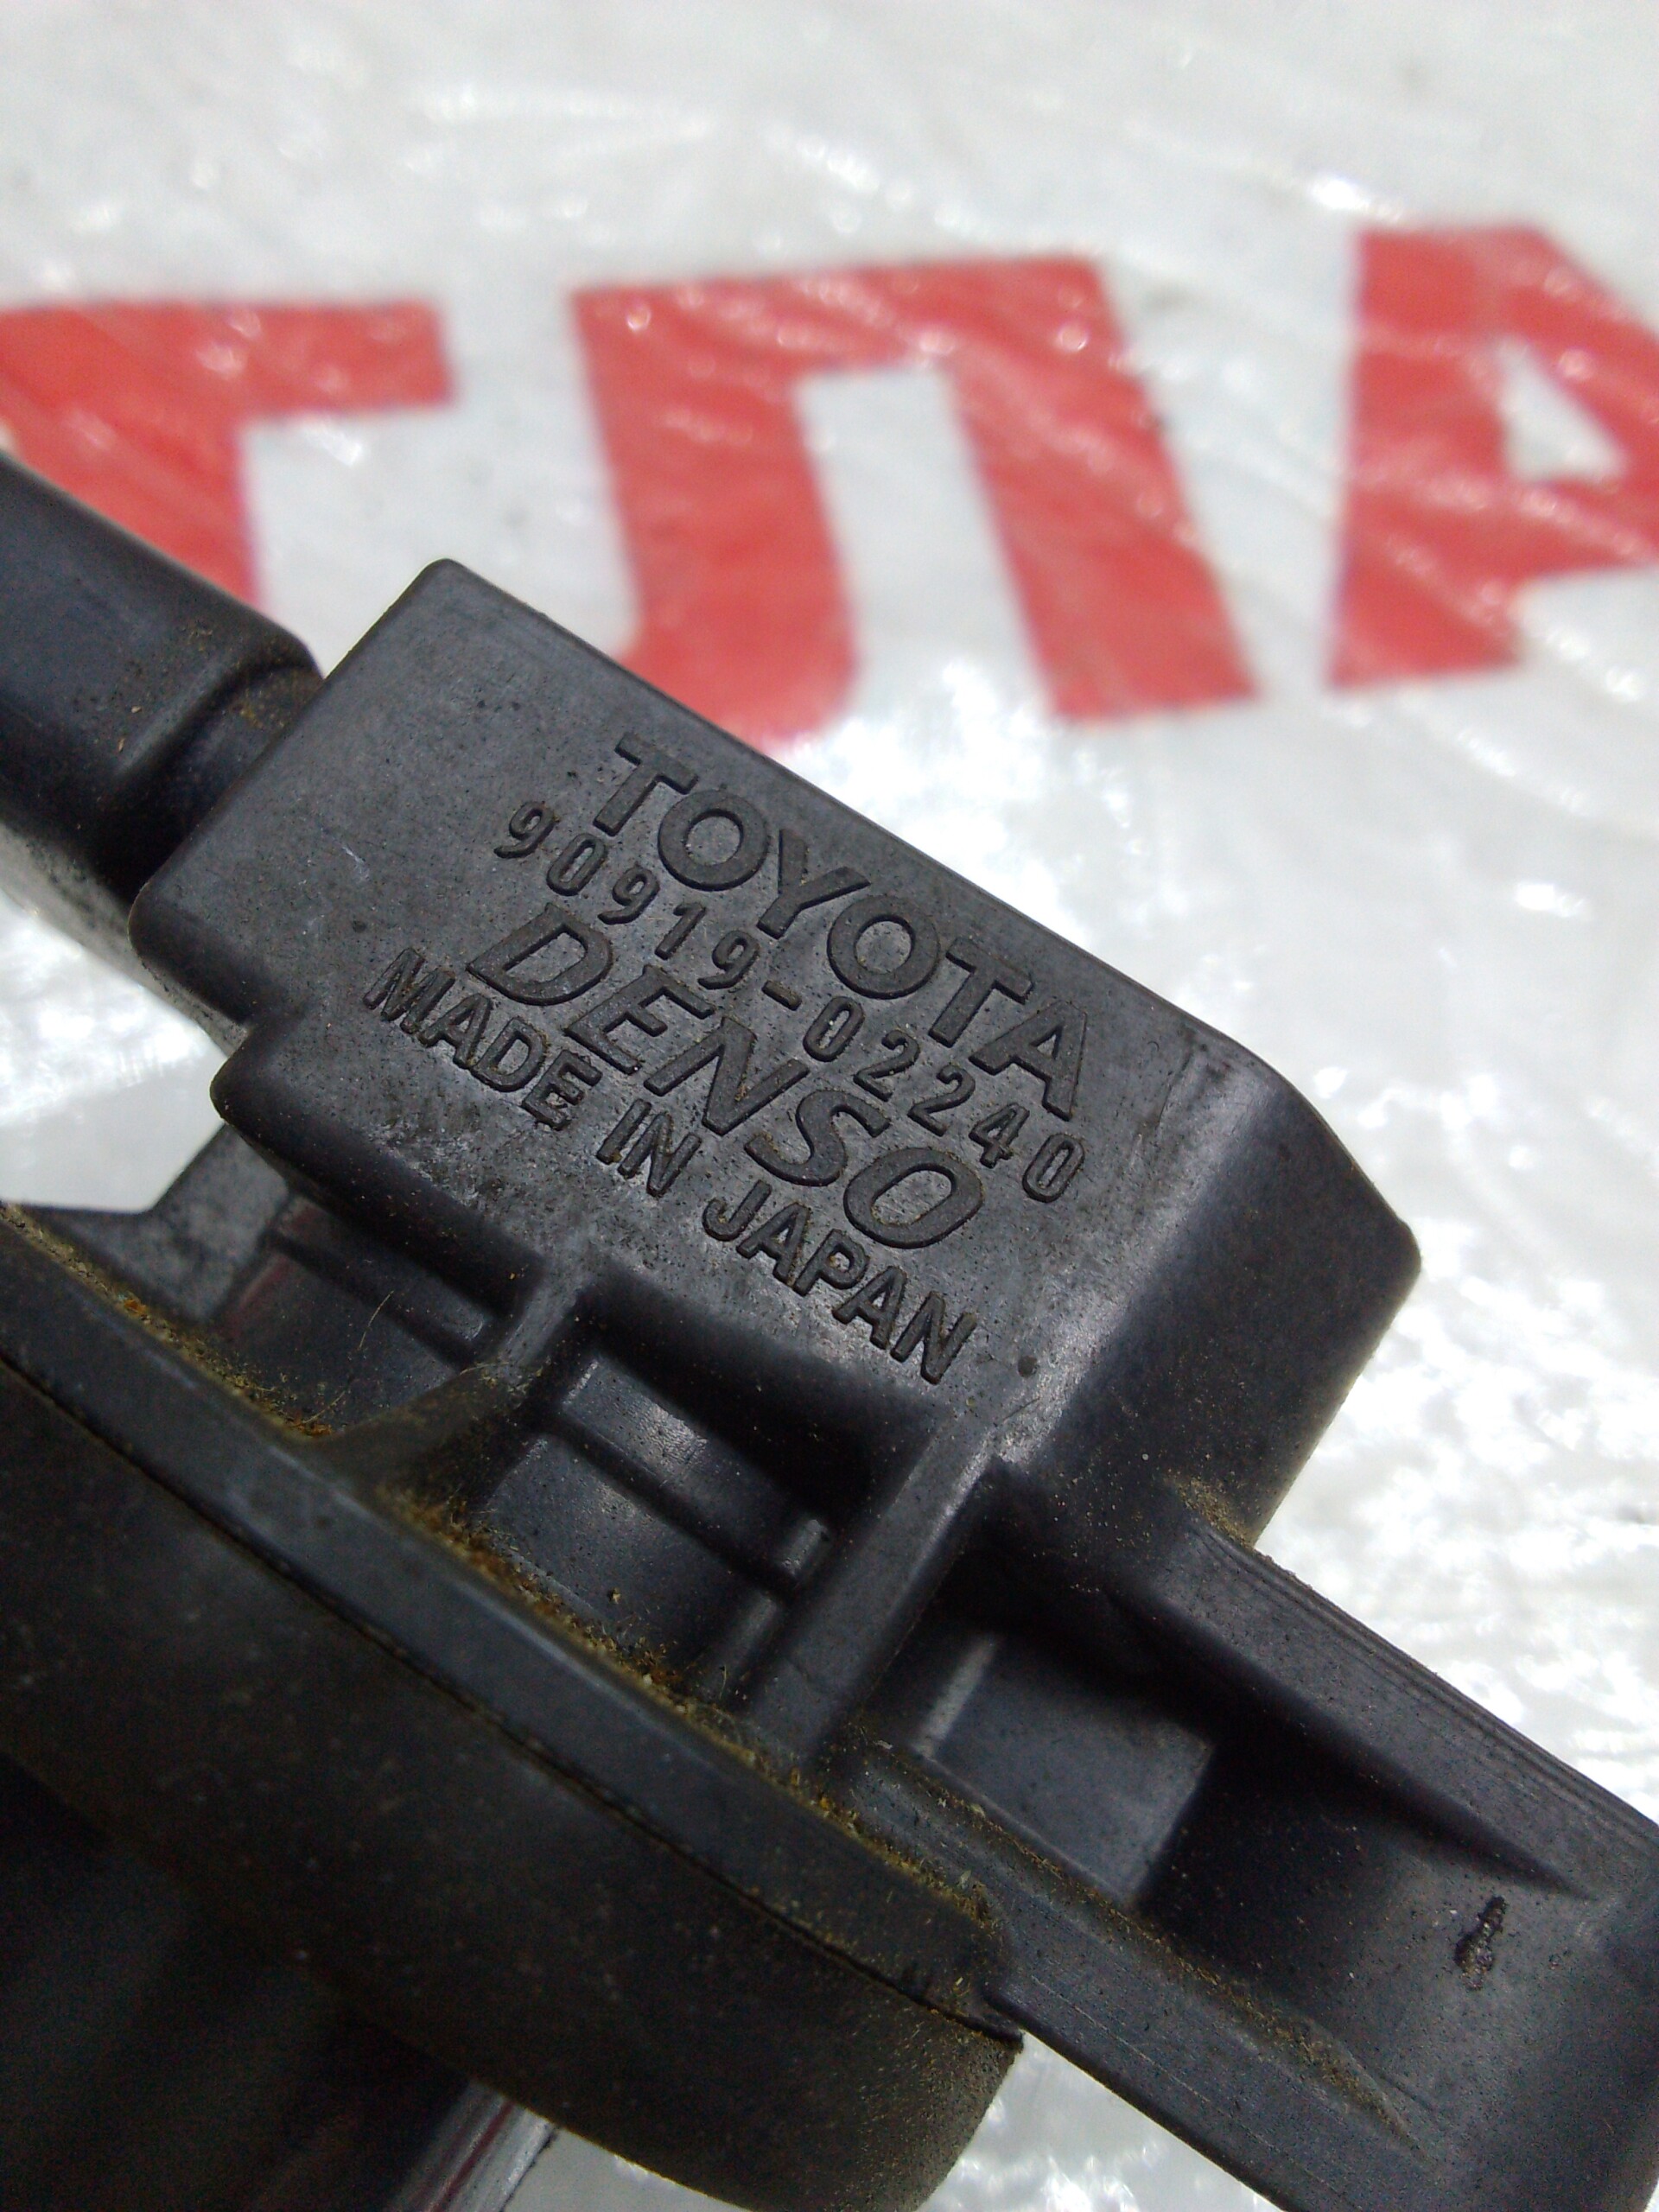 TOYOTA
90919-02240
DENSO
MADE IN JAPAN